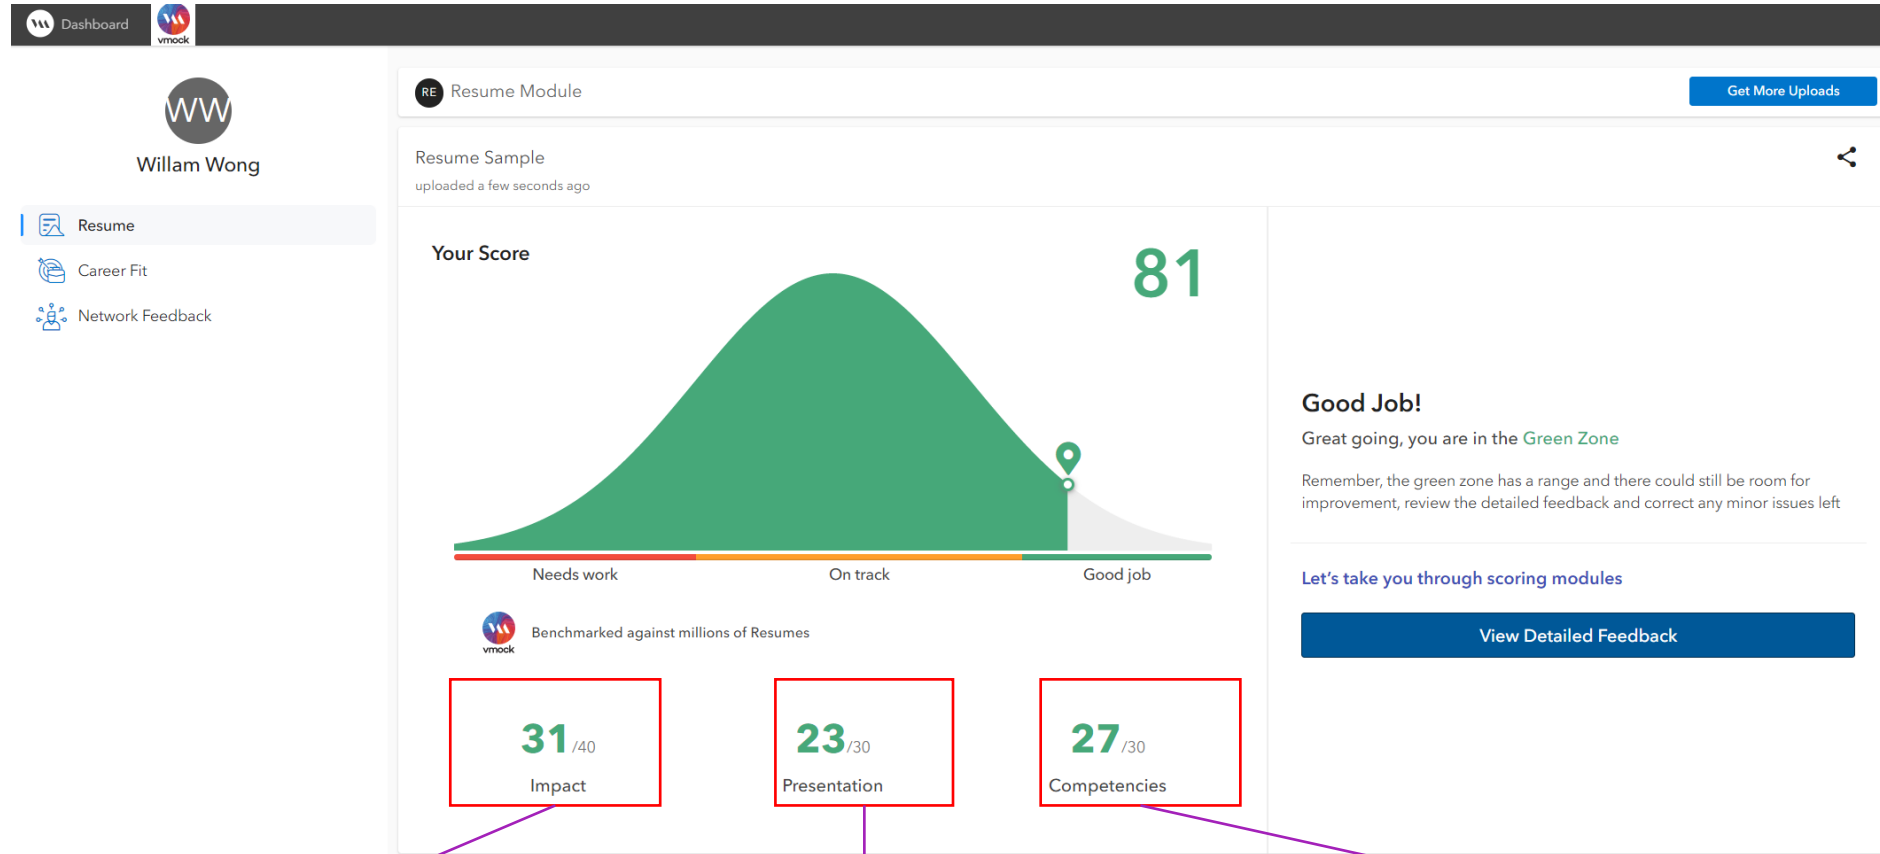 Dashboard
vmock
WW
Willam Wong
Resume
Career Fit
Network Feedback
RE Resume Module
Get More Uploads
Resume Sample
uploaded a few seconds ago
Your Score
81
Needs work
On track
Good job
vmock
Benchmarked against millions of Resumes
31/40
Impact
23/30
Presentation
27/30
Competencies
Good Job!
Great going, you are in the Green Zone
Remember, the green zone has a range and there could still be room for
improvement, review the detailed feedback and correct any minor issues left
Let's take you through scoring modules
View Detailed Feedback